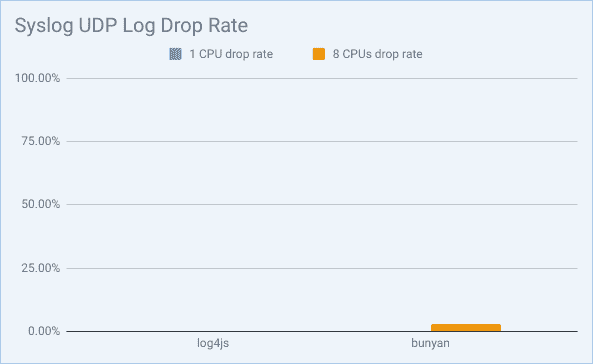 Syslog UDP Log Drop Rate
1 CPU drop rate 8 CPUs drop rate
100.00%
75.00%
50.00%
25.00%
0.00%
log4js bunyan